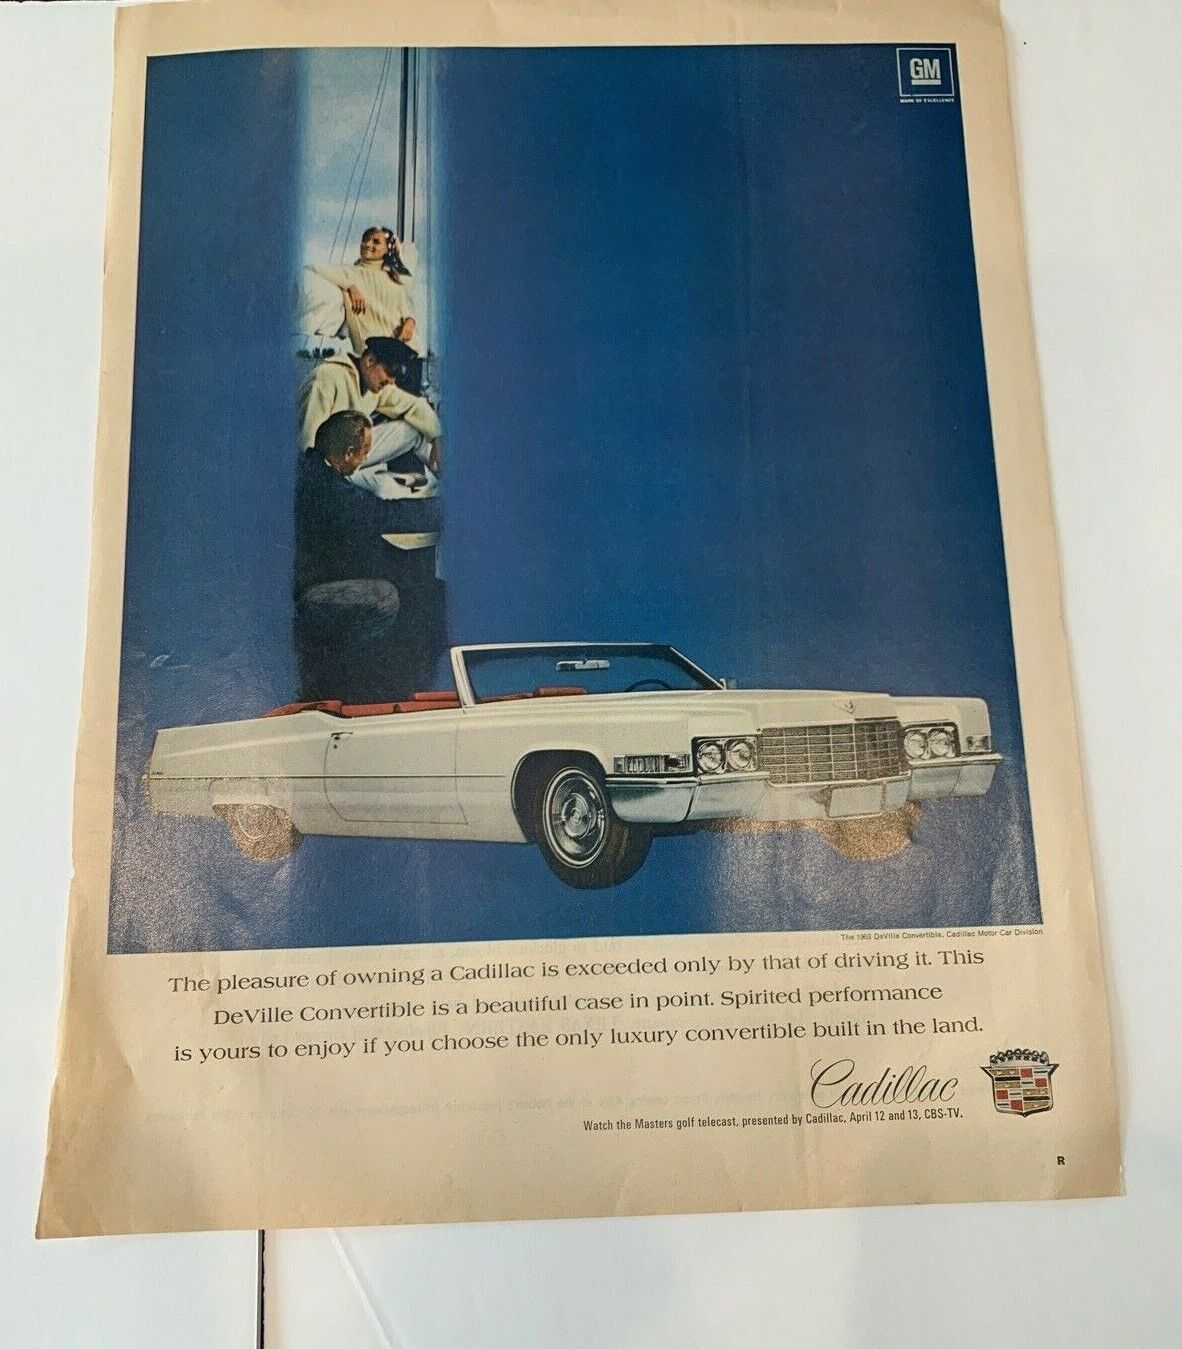 GM
MARK OF EXCELLENCE
The 1969 DeVille Convertible, Cadillac Motor Car Division
The pleasure of owning a Cadillac is exceeded only by that of driving it. This
DeVille Convertible is a beautiful case in point. Spirited performance
is yours to enjoy if you choose the only luxury convertible built in the land.
Cadillac
Watch the Masters golf telecast, presented by Cadillac, April 12 and 13, CBS-TV.
R